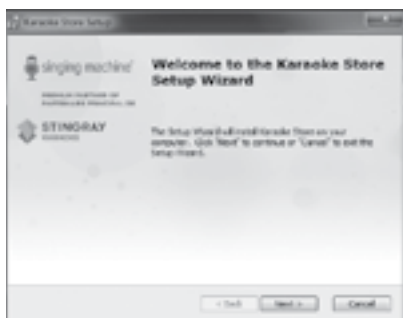 Karaoke Store Setup
singing machine
Welcome to the Karaoke Store
Setup Wizard
STINGRAY
KARAOKE
The Setup Wizard will install Karaoke Store on your
computer. Click "Next" to continue or "Cancel" to exit the
Setup Wizard.
< Back
Next >
Cancel